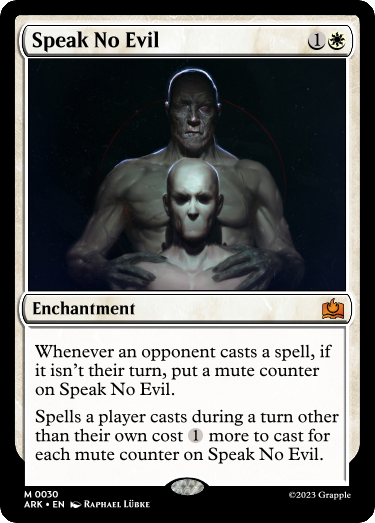 Speak No Evil 1
Enchantment
Whenever an opponent casts a spell, if
it isn't their turn, put a mute counter
on Speak No Evil.
Spells a player casts during a turn other
than their own cost 1 more to cast for
each mute counter on Speak No Evil.
M 0030
ARK • EN Raphael Lübke
©2023 Grapple